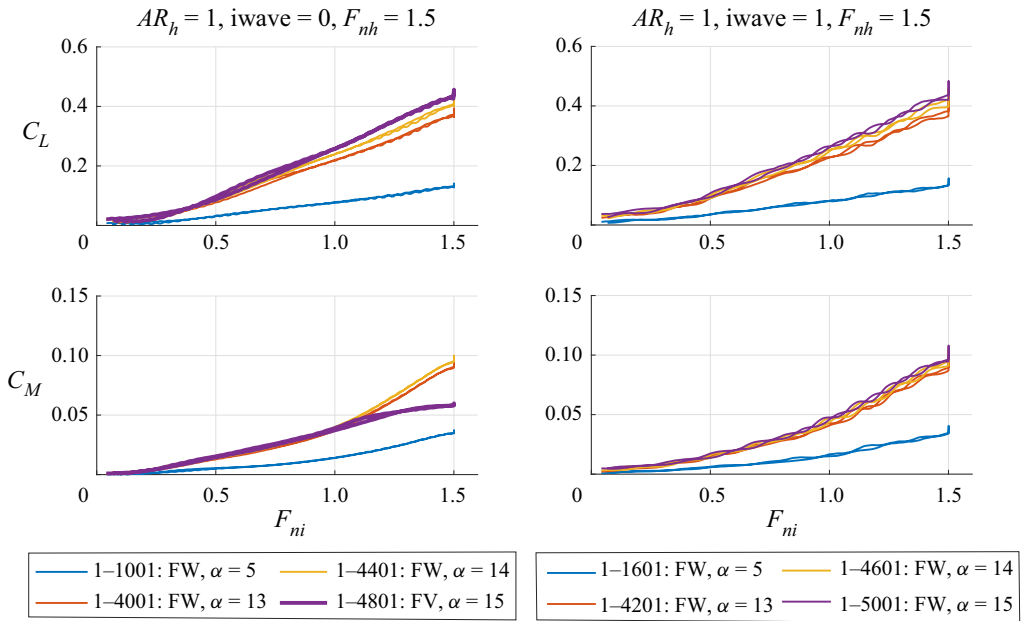 AR_h = 1, iwave = 0, F_nh = 1.5
AR_h = 1, iwave = 1, F_nh = 1.5
0.6
0.4
C_L
0.2
0
0.5
1.0
1.5
0.6
0.4
0.2
0
0.5
1.0
1.5
0.15
0.10
C_M
0.05
0
0.5
1.0
1.5
F_ni
0.15
0.10
0.05
0
0.5
1.0
1.5
F_ni
1–1001: FW, α = 5
1–4401: FW, α = 14
1–4001: FW, α = 13
1–4801: FV, α = 15
1–1601: FW, α = 5
1–4601: FW, α = 14
1–4201: FW, α = 13
1–5001: FW, α = 15